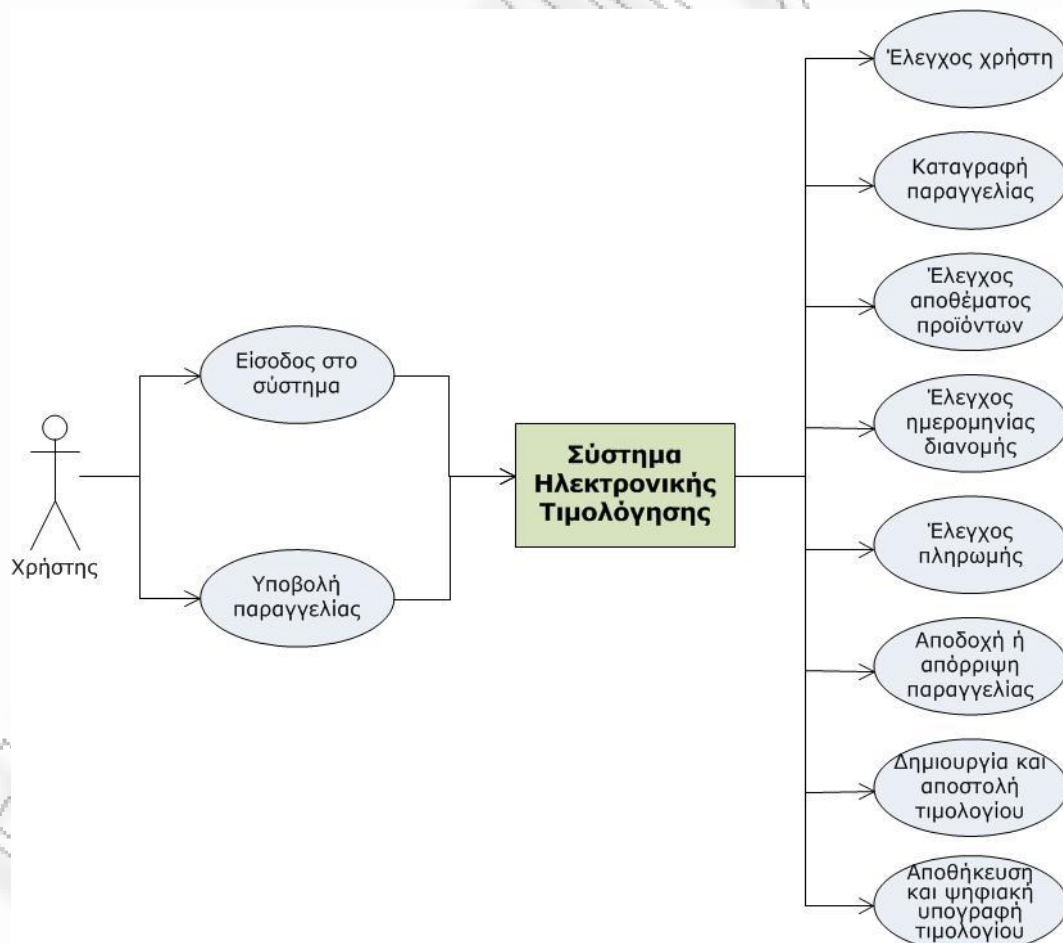 Χρήστης
Είσοδος στο
σύστημα
Υποβολή
παραγγελίας
Σύστημα
Ηλεκτρονικής
Τιμολόγησης
Έλεγχος χρήστη
Καταγραφή
παραγγελίας
Έλεγχος
αποθέματος
προϊόντων
Έλεγχος
ημερομηνίας
διανομής
Έλεγχος
πληρωμής
Αποδοχή ή
απόρριψη
παραγγελίας
Δημιουργία και
αποστολή
τιμολογίου
Αποθήκευση
και ψηφιακή
υπογραφή
τιμολογίου